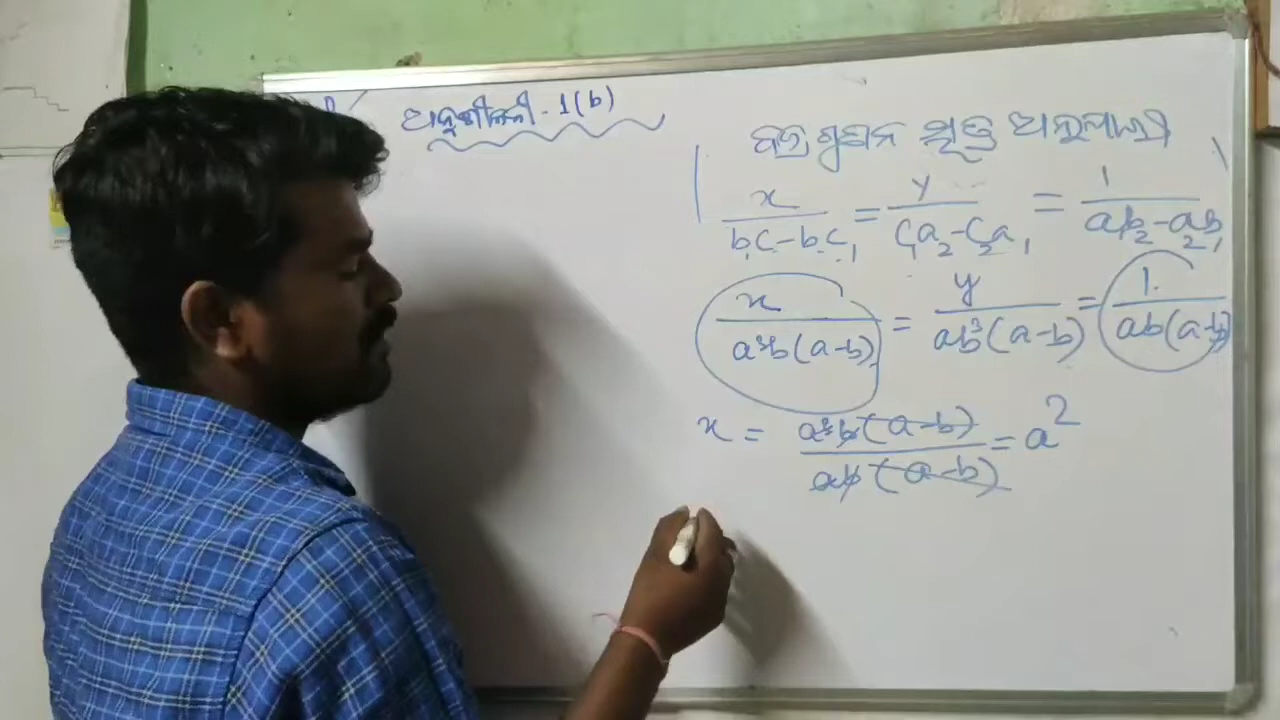 ଅନୁଶୀଳନୀ - 1(b)
ବଜ୍ର ଗୁଣନ ସୂତ୍ର ଅନୁଯାୟୀ
x/(b₁c₂-b₂c₁) = y/(c₁a₂-c₂a₁) = 1/(a₁b₂-a₂b₁)
x/(a³b(a-b)) = y/(ab³(a-b)) = 1/(ab(a-b))
x = a³b(a-b)/ab(a-b) = a²